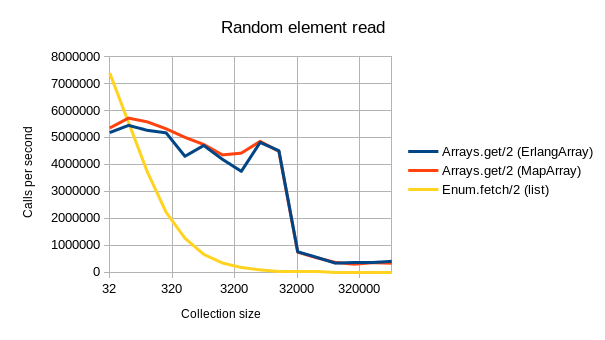 Random element read
8000000
7000000
6000000
5000000
4000000
3000000
2000000
1000000
0
Calls per second
32 320 3200 32000 320000
Collection size
Arrays.get/2 (ErlangArray)
Arrays.get/2 (MapArray)
Enum.fetch/2 (list)